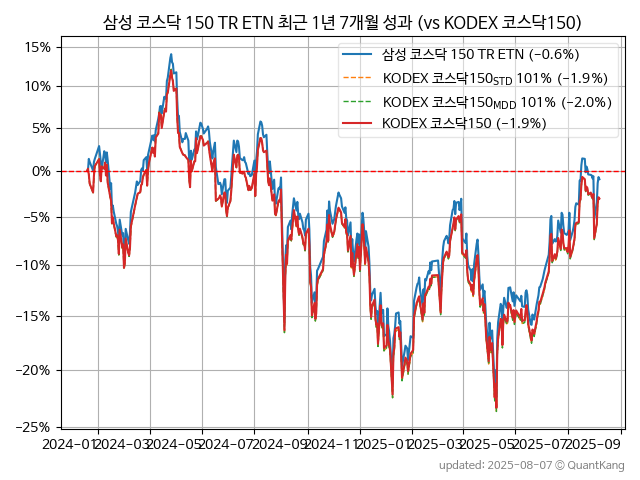 삼성 코스닥 150 TR ETN 최근 1년 7개월 성과 (vs KODEX 코스닥150)
삼성 코스닥 150 TR ETN (−0.6%)
KODEX 코스닥150STD 101% (−1.9%)
KODEX 코스닥150MDD 101% (−2.0%)
KODEX 코스닥150 (−1.9%)
15%
10%
5%
0%
−5%
−10%
−15%
−20%
−25%
2024-01 2024-03 2024-05 2024-07 2024-09 2024-11 2025-01 2025-03 2025-05 2025-07 2025-09
updated: 2025-08-07 © QuantKang